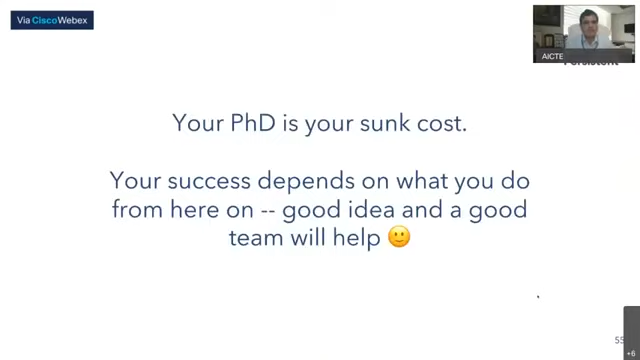 Via CiscoWebex
AICTE
Persistent
Your PhD is your sunk cost.
Your success depends on what you do
from here on -- good idea and a good
team will help 🙂
55
+6